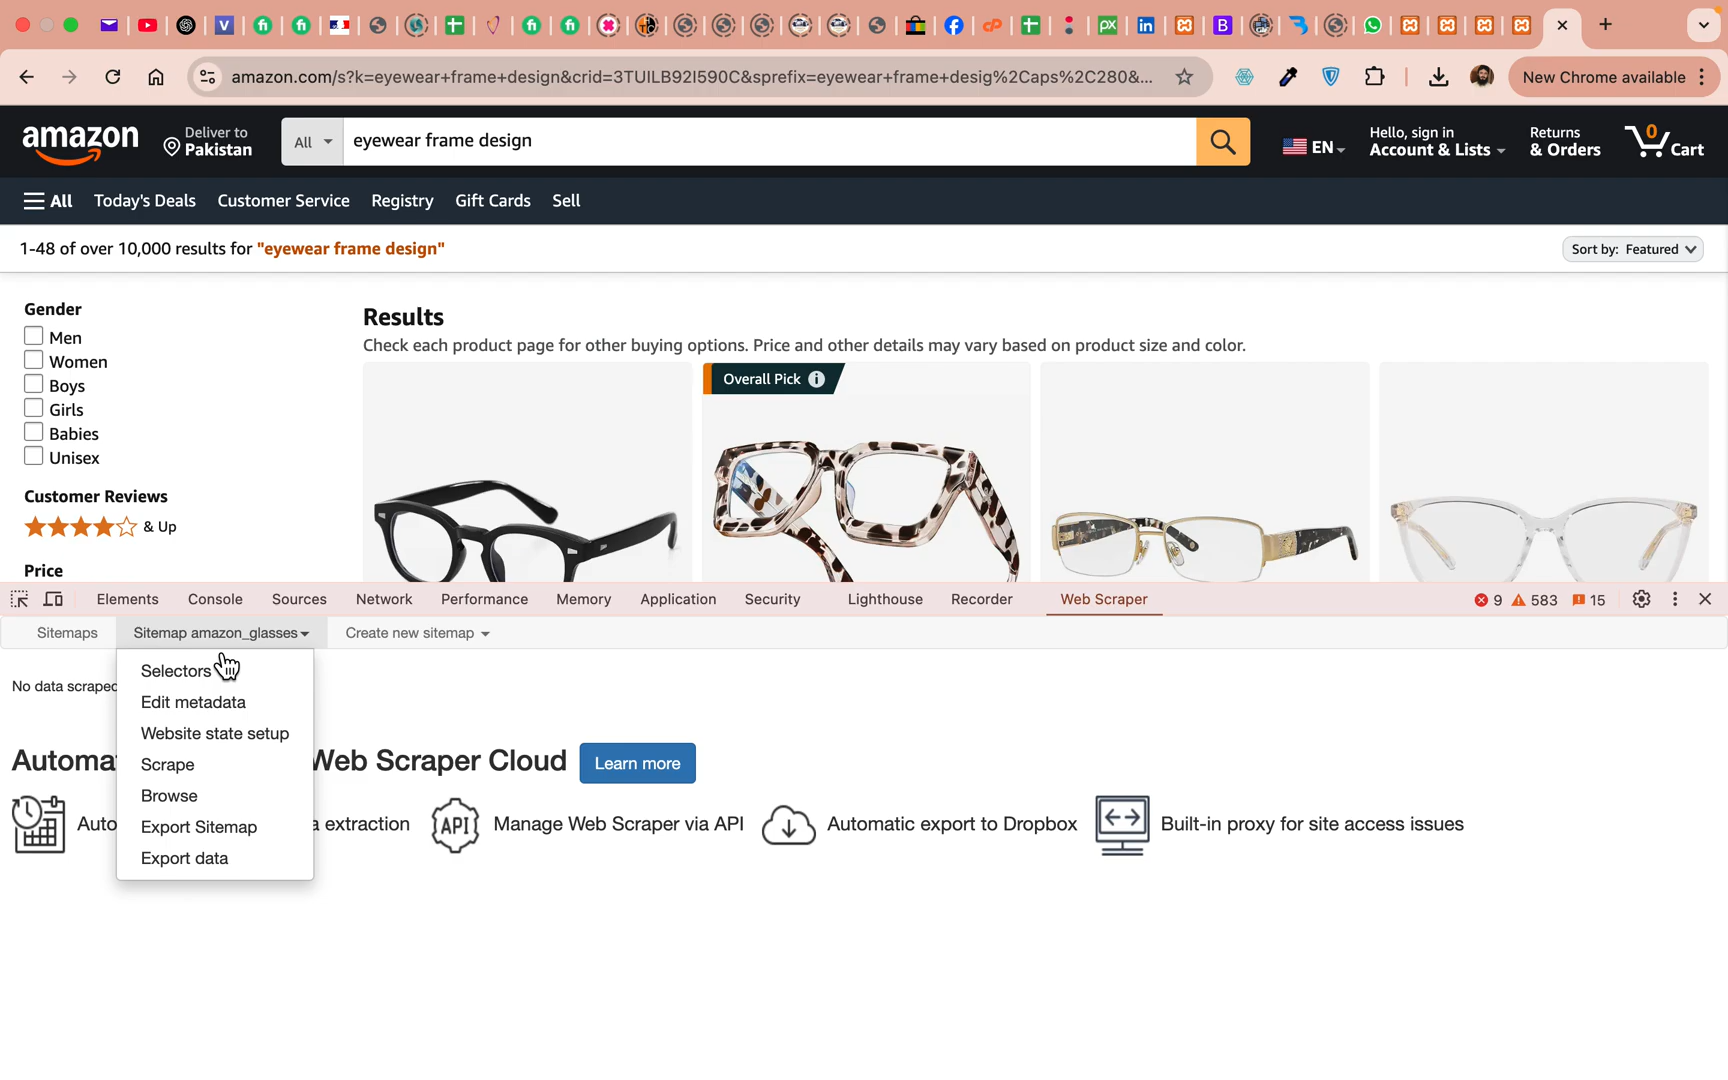 amazon.com/s?k=eyewear+frame+design&crid=3TUILB92I590C&sprefix=eyewear+frame+desig%2Caps%2C280&...
New Chrome available
amazon
Deliver to
Pakistan
All
eyewear frame design
EN
Hello, sign in
Account & Lists
Returns
& Orders
0
Cart
All
Today's Deals
Customer Service
Registry
Gift Cards
Sell
1-48 of over 10,000 results for "eyewear frame design"
Sort by: Featured
Gender
Men
Women
Boys
Girls
Babies
Unisex
Customer Reviews
& Up
Price
Results
Check each product page for other buying options. Price and other details may vary based on product size and color.
Overall Pick
Elements
Console
Sources
Network
Performance
Memory
Application
Security
Lighthouse
Recorder
Web Scraper
9
583
15
Sitemaps
Sitemap amazon_glasses
Create new sitemap
No data scraped
Selectors
Edit metadata
Website state setup
Scrape
Browse
Export Sitemap
Export data
Automa
Web Scraper Cloud
Learn more
Auto
a extraction
API
Manage Web Scraper via API
Automatic export to Dropbox
Built-in proxy for site access issues